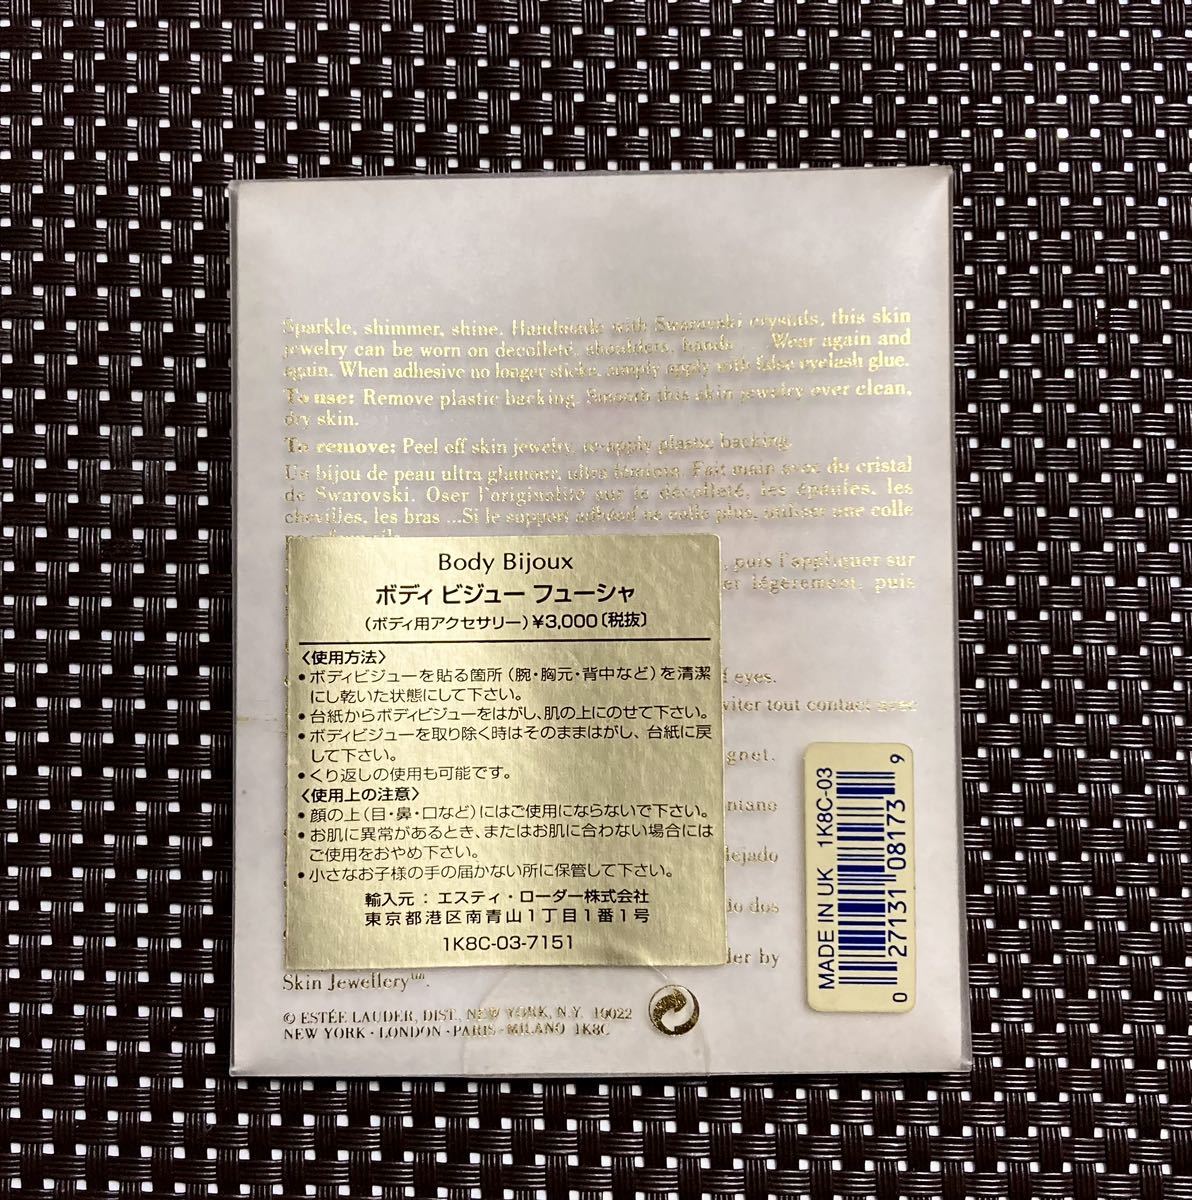 Sparkle, shimmer, shine. Handmade with Swarovski crystals, this skin
jewelry can be worn on decolleté, shoulders, hands ... Wear again and
again. When adhesive no longer sticks, simply apply with false eyelash glue.
To use: Remove plastic backing. Smooth this skin jewelry over clean,
dry skin.
To remove: Peel off skin jewelry, re-apply plastic backing.
Un bijou de peau ultra glamour, ultra féminin. Fait main avec du cristal
de Swarovski. Oser l'originalité sur le décolleté, les épaules, les
chevilles, les bras ...Si le support adhésif ne colle plus, utiliser une colle
, puis l'appliquer sur
er légèrement, puis
eyes.
viter tout contact avec
gnet.
ntano
lejado
do dos
der by
Skin Jewellery™.
© ESTÉE LAUDER, DIST. NEW YORK, N.Y. 10022
NEW YORK · LONDON · PARIS · MILANO 1K8C
Body Bijoux
ボディ ビジュー フューシャ
(ボディ用アクセサリー)¥3,000〔税抜〕
〈使用方法〉
•ボディビジューを貼る箇所(腕・胸元・背中など)を清潔
にし乾いた状態にして下さい。
•台紙からボディビジューをはがし、肌の上にのせて下さい。
•ボディビジューを取り除く時はそのままはがし、台紙に戻
して下さい。
•くり返しの使用も可能です。
〈使用上の注意〉
•顔の上(目・鼻・口など)にはご使用にならないで下さい。
•お肌に異常があるとき、またはお肌に合わない場合には
ご使用をおやめ下さい。
•小さなお子様の手の届かない所に保管して下さい。
輸入元:エスティ・ローダー株式会社
東京都港区南青山1丁目1番1号
1K8C-03-7151
MADE IN UK 1K8C-03
0 27131 08173 9